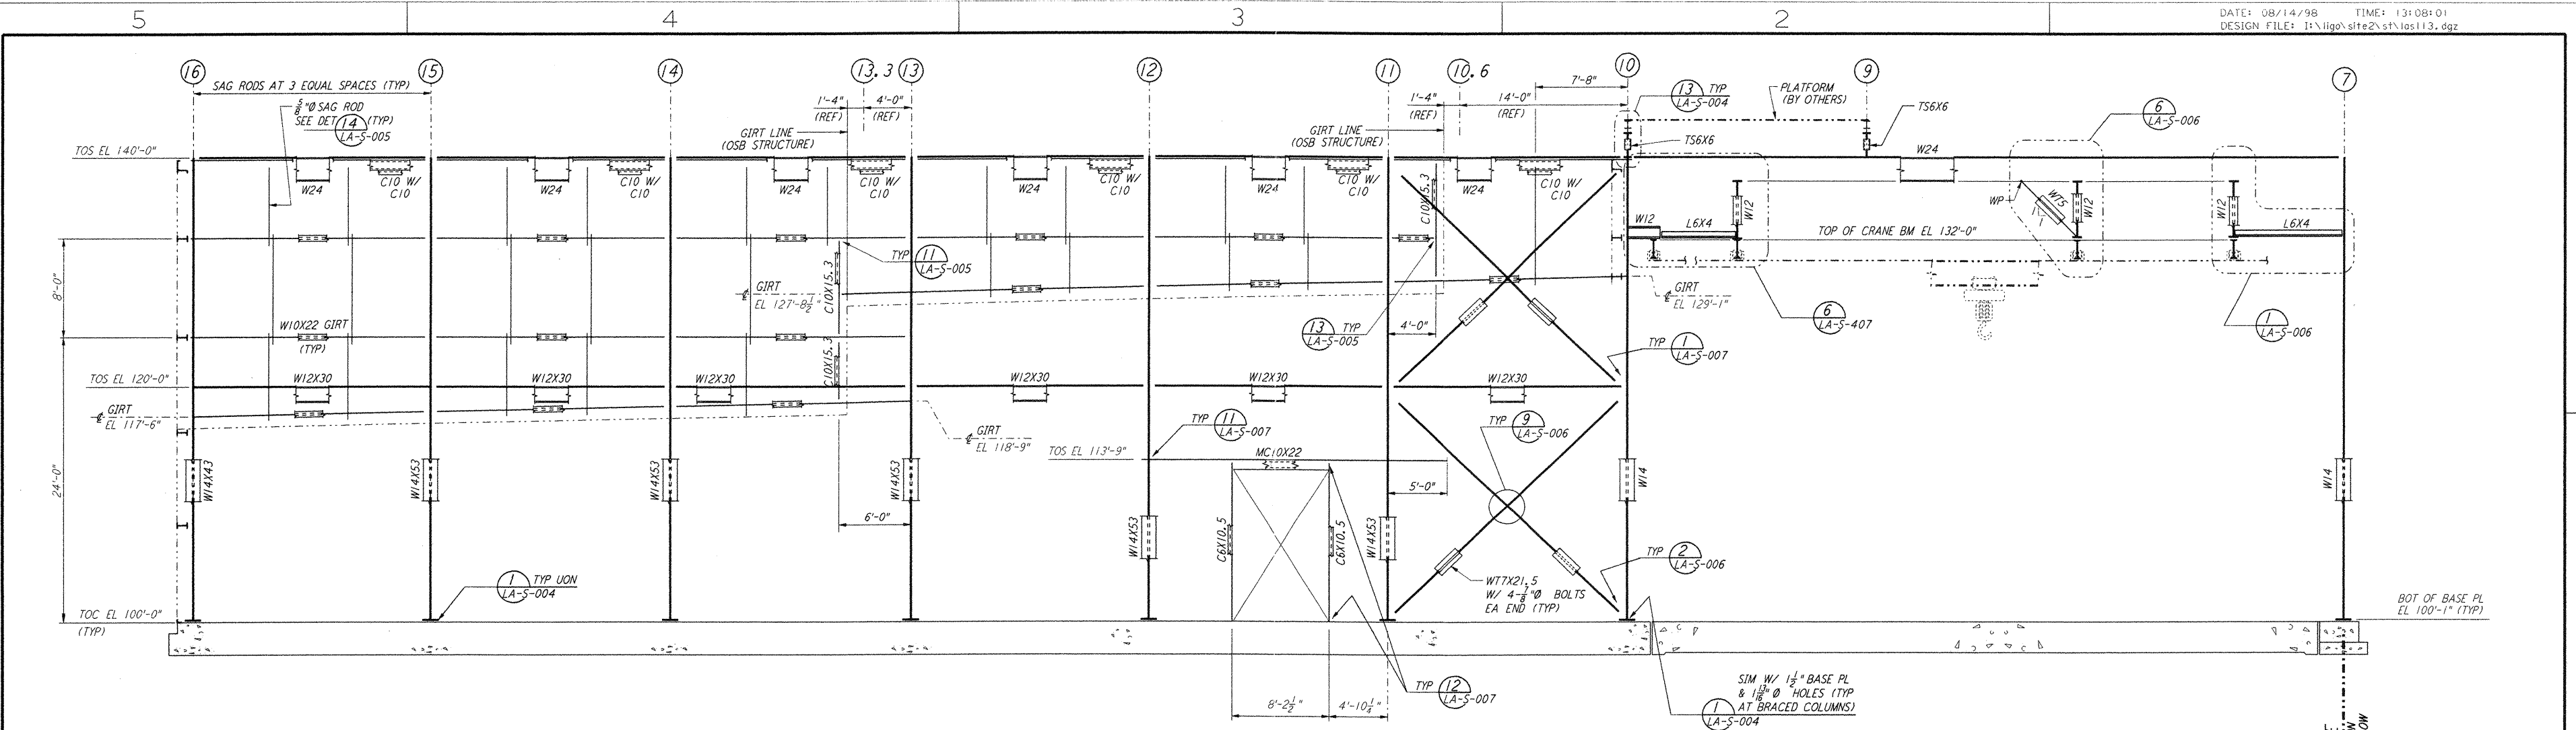 5
4
3
2
DATE: 08/14/98 TIME: 13:08:01
DESIGN FILE: I:\ligo\site2\st\las113.dgz
16
15
14
13.3
13
12
11
10.6
10
9
7
SAG RODS AT 3 EQUAL SPACES (TYP)
5/8"Ø SAG ROD
SEE DET 14 (TYP)
LA-S-005
1'-4"
(REF)
4'-0"
(REF)
GIRT LINE
(OSB STRUCTURE)
1'-4"
(REF)
14'-0"
(REF)
7'-8"
GIRT LINE
(OSB STRUCTURE)
13 TYP
LA-S-004
PLATFORM
(BY OTHERS)
TS6X6
TS6X6
6
LA-S-006
TOS EL 140'-0"
W24
C10 W/
C10
W24
C10 W/
C10
W24
C10 W/
C10
W24
C10 W/
C10
W24
C10 W/
C10
C10X15.3
W24
C10 W/
C10
W24
W12
L6X4
W12
WP
WT5
W12
W12
L6X4
TOP OF CRANE BM EL 132'-0"
8'-0"
TYP 11
LA-S-005
C10X15.3
GIRT
EL 127'-8 1/2"
GIRT
EL 129'-1"
W10X22 GIRT
(TYP)
13 TYP
LA-S-005
4'-0"
6
LA-S-407
1
LA-S-006
TYP 1
LA-S-007
C10X15.3
TOS EL 120'-0"
W12X30
W12X30
W12X30
W12X30
W12X30
W12X30
GIRT
EL 117'-6"
GIRT
EL 118'-9"
TYP 11
LA-S-007
TYP 9
LA-S-006
TOS EL 113'-9"
MC10X22
24'-0"
W14X43
W14X53
W14X53
W14X53
W14X53
W14X53
W14
W14
5'-0"
6'-0"
C6X10.5
C6X10.5
TYP 2
LA-S-006
WT7X21.5
W/ 4-7/8"Ø BOLTS
EA END (TYP)
1 TYP UON
LA-S-004
TOC EL 100'-0"
(TYP)
BOT OF BASE PL
EL 100'-1" (TYP)
TYP 12
LA-S-007
8'-2 1/2"
4'-10 1/4"
SIM W/ 1 1/2" BASE PL
& 1 13/16"Ø HOLES (TYP
1 AT BRACED COLUMNS)
LA-S-004